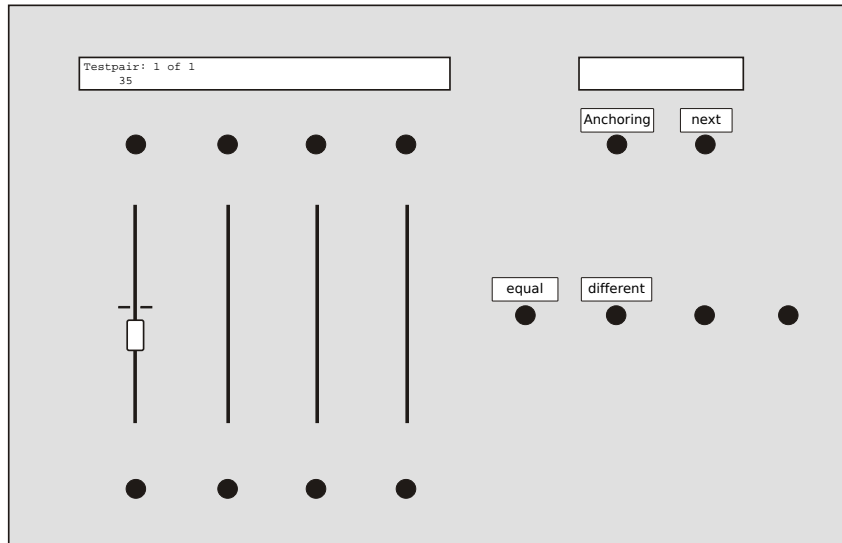 Testpair: 1 of 1
35
Anchoring
next
equal
different